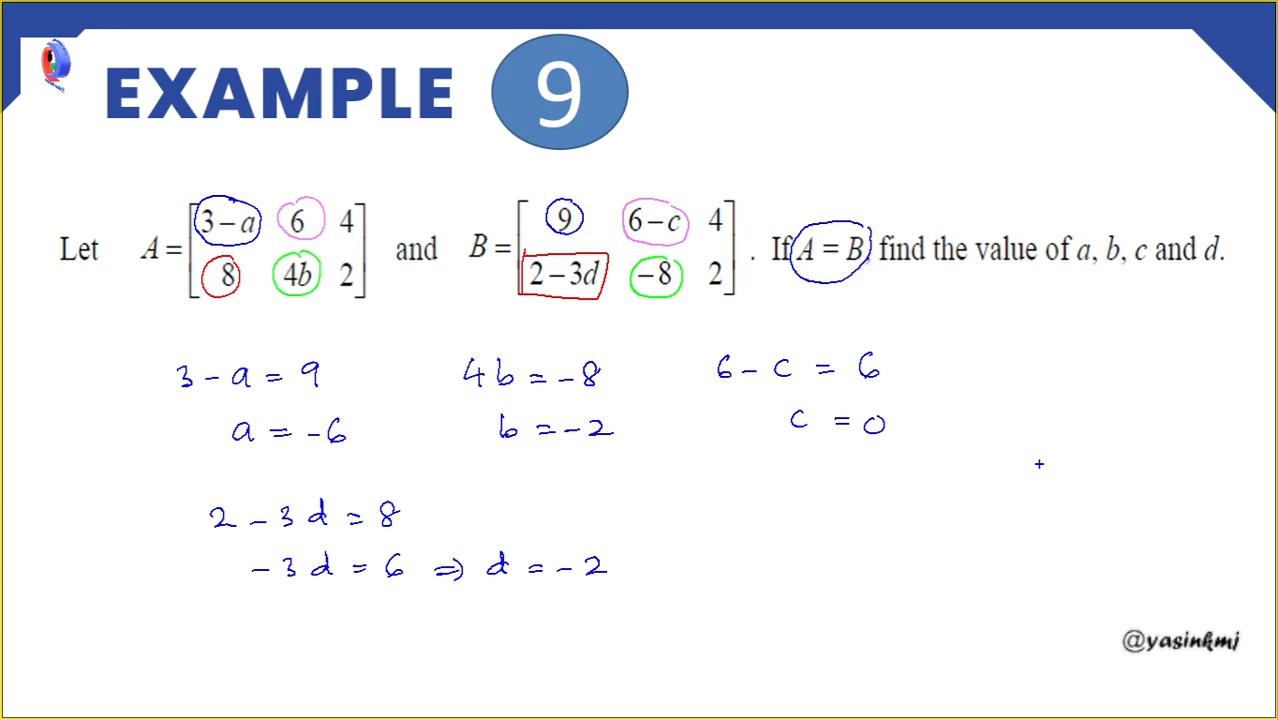 EXAMPLE 9
Let A = [3 – a 6 4; 8 4b 2] and B = [9 6 – c 4; 2 – 3d –8 2]. If A = B, find the value of a, b, c and d.
3 - a = 9 4b = -8 6 - c = 6
a = -6 b = -2 c = 0
2 - 3d = 8
-3d = 6 ⇒ d = -2
@yasinkmj